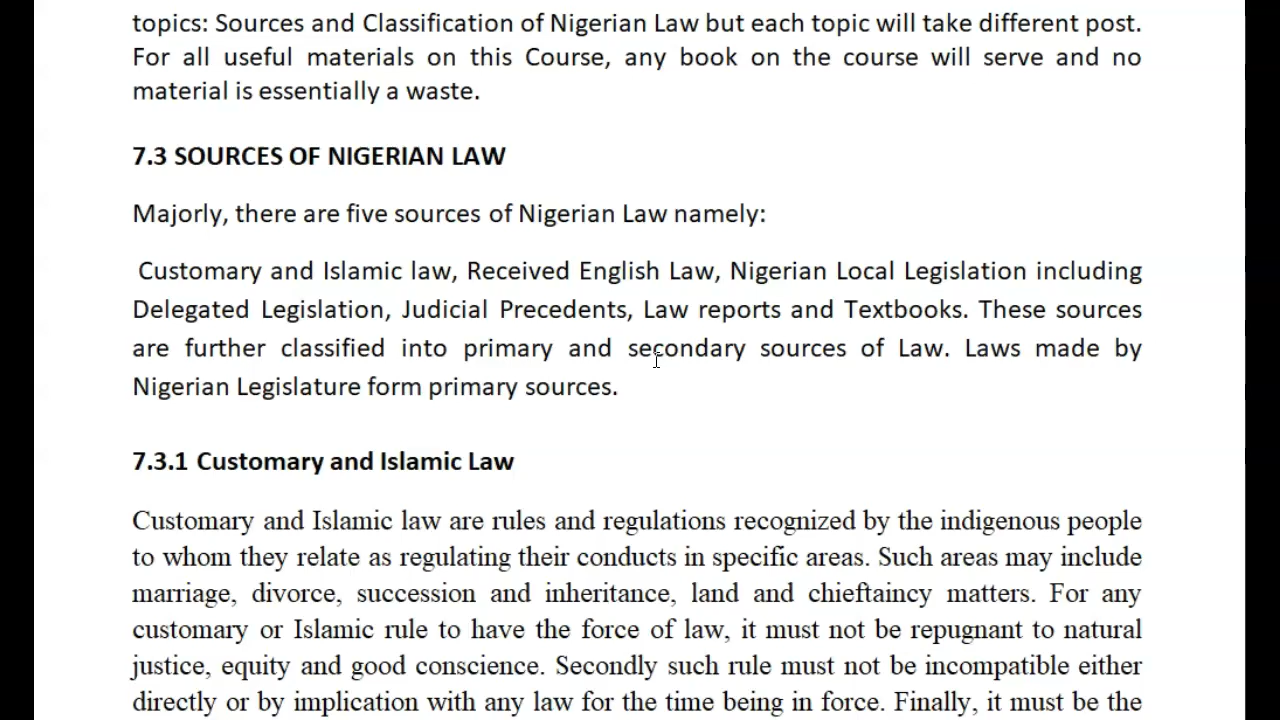 topics: Sources and Classification of Nigerian Law but each topic will take different post.
For all useful materials on this Course, any book on the course will serve and no
material is essentially a waste.
7.3 SOURCES OF NIGERIAN LAW
Majorly, there are five sources of Nigerian Law namely:
Customary and Islamic law, Received English Law, Nigerian Local Legislation including
Delegated Legislation, Judicial Precedents, Law reports and Textbooks. These sources
are further classified into primary and secondary sources of Law. Laws made by
Nigerian Legislature form primary sources.
7.3.1 Customary and Islamic Law
Customary and Islamic law are rules and regulations recognized by the indigenous people
to whom they relate as regulating their conducts in specific areas. Such areas may include
marriage, divorce, succession and inheritance, land and chieftaincy matters. For any
customary or Islamic rule to have the force of law, it must not be repugnant to natural
justice, equity and good conscience. Secondly such rule must not be incompatible either
directly or by implication with any law for the time being in force. Finally, it must be the